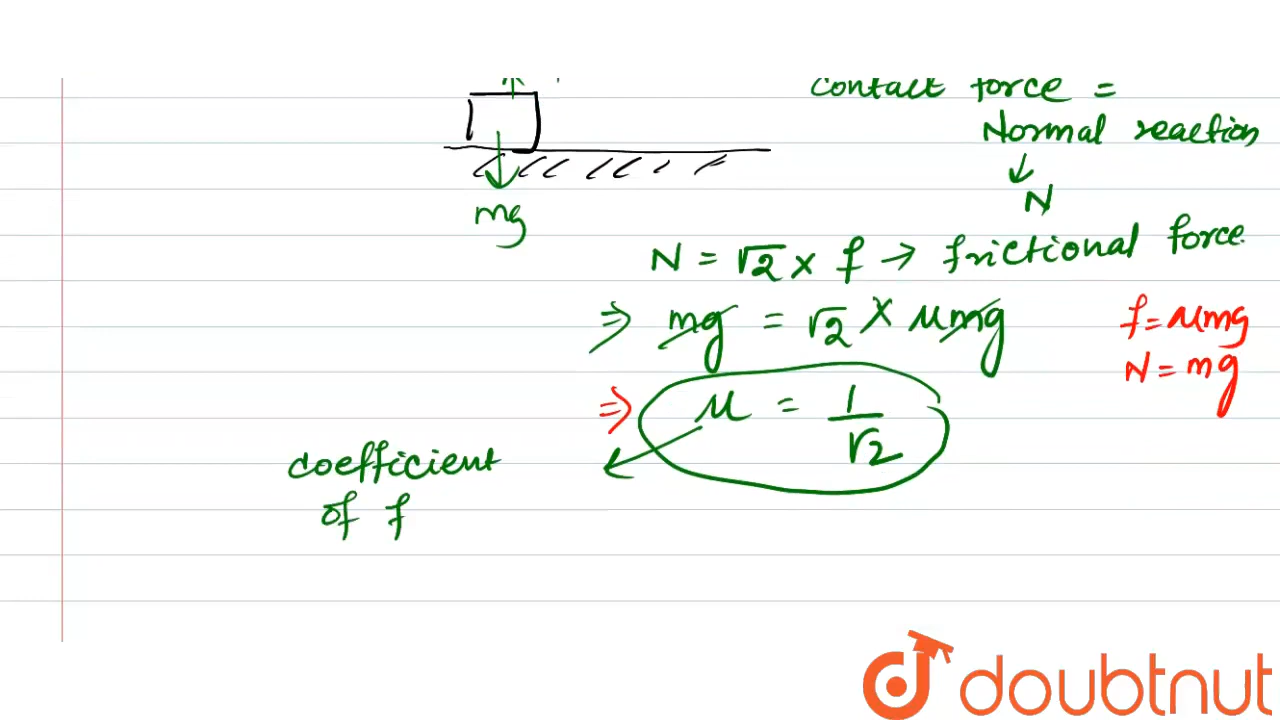 contact force =
Normal reaction
N
mg
N = √2 × f → frictional force
⇒ mg = √2 × μmg
f = μmg
N = mg
⇒ μ = 1/√2
coefficient
of f
doubtnut